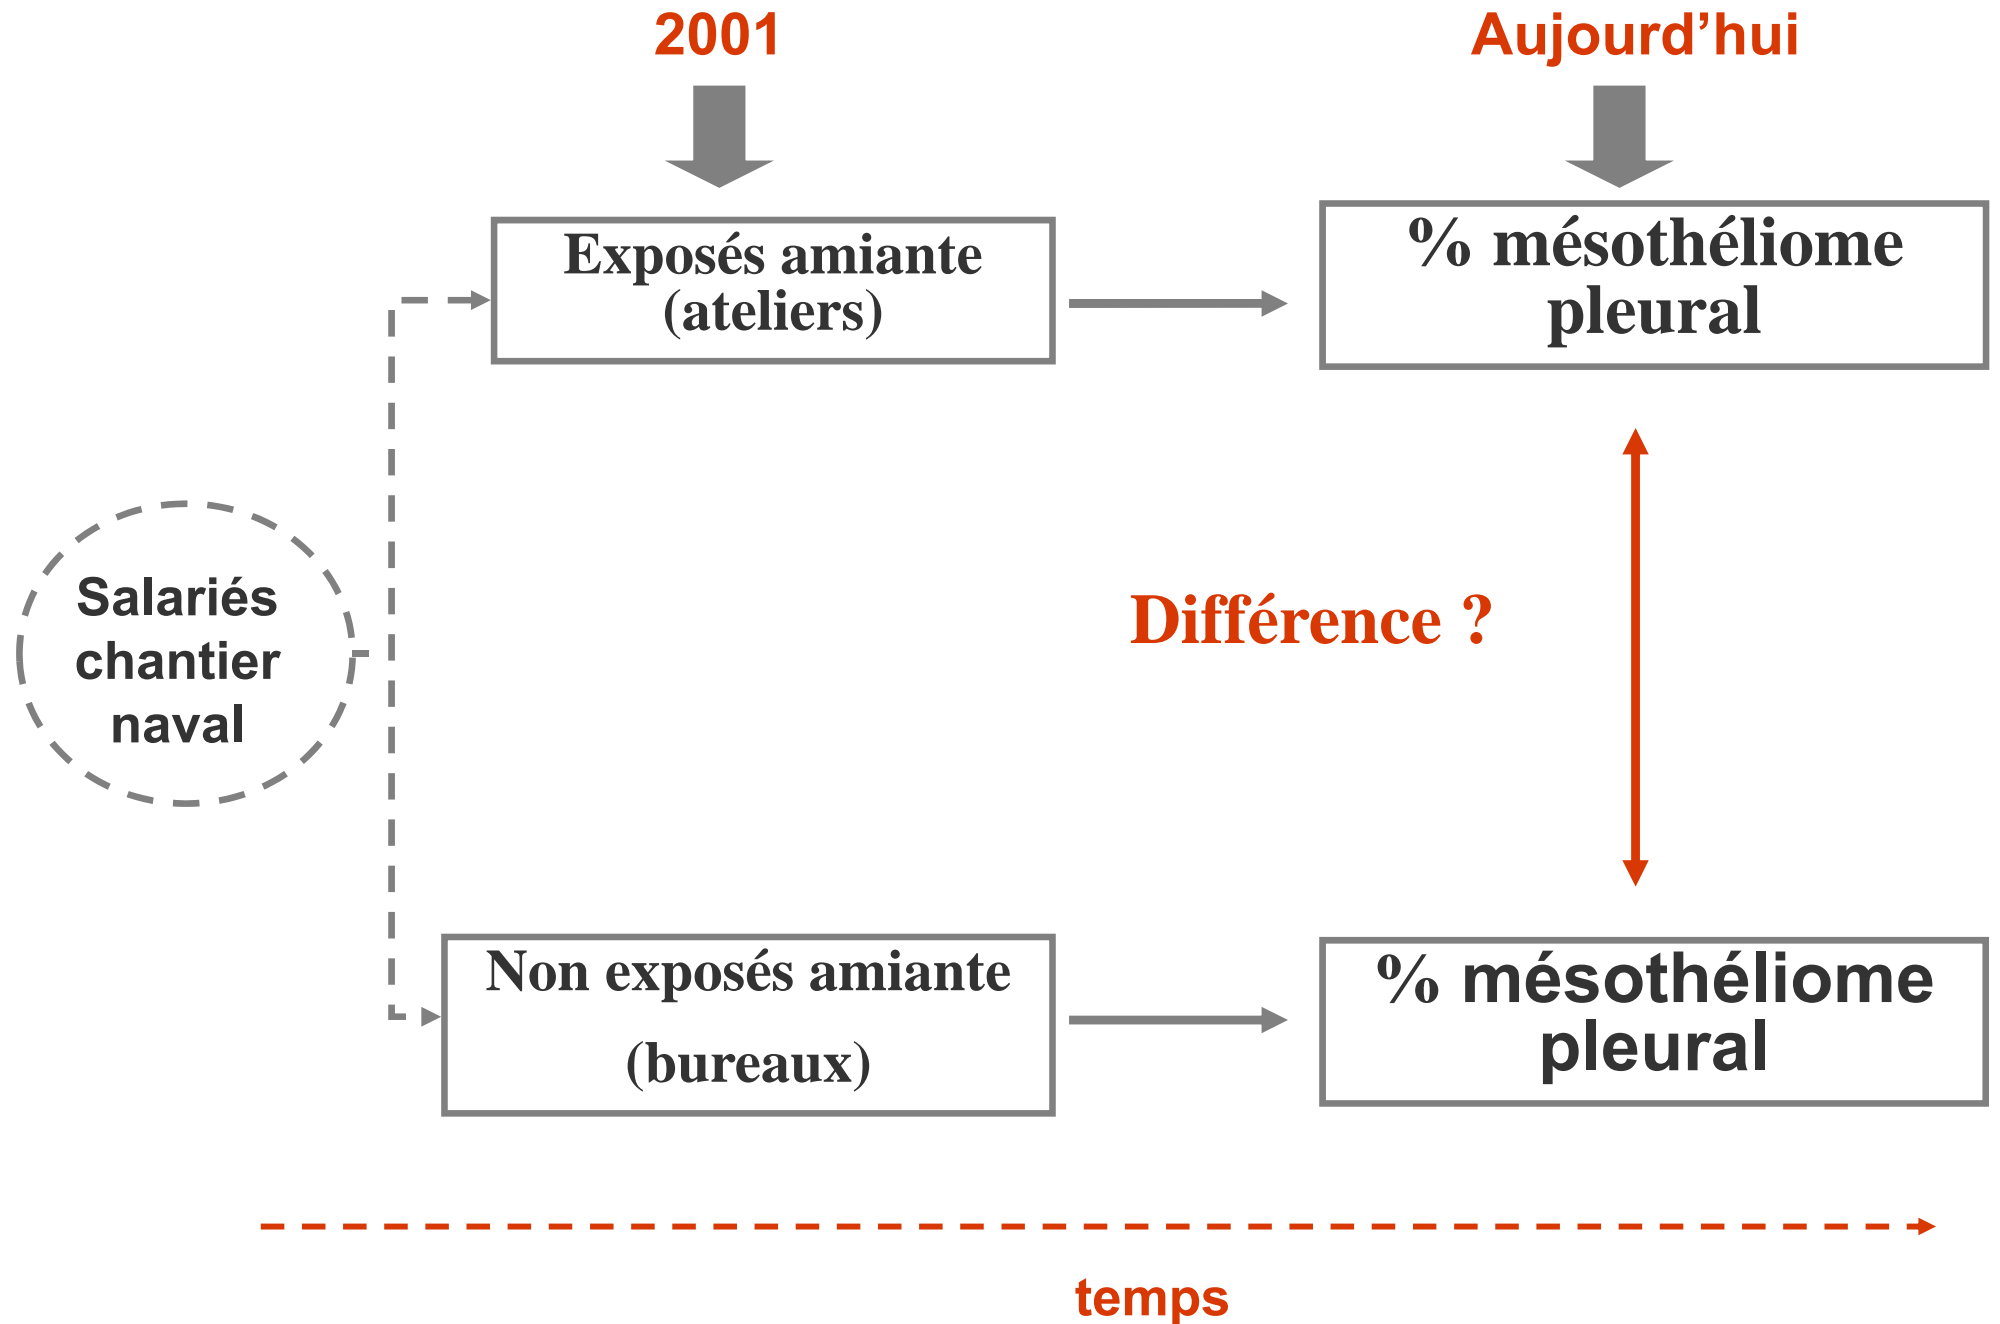 2001
Aujourd’hui
Exposés amiante
(ateliers)
% mésothéliome
pleural
Salariés
chantier
naval
Différence ?
Non exposés amiante
(bureaux)
% mésothéliome
pleural
temps